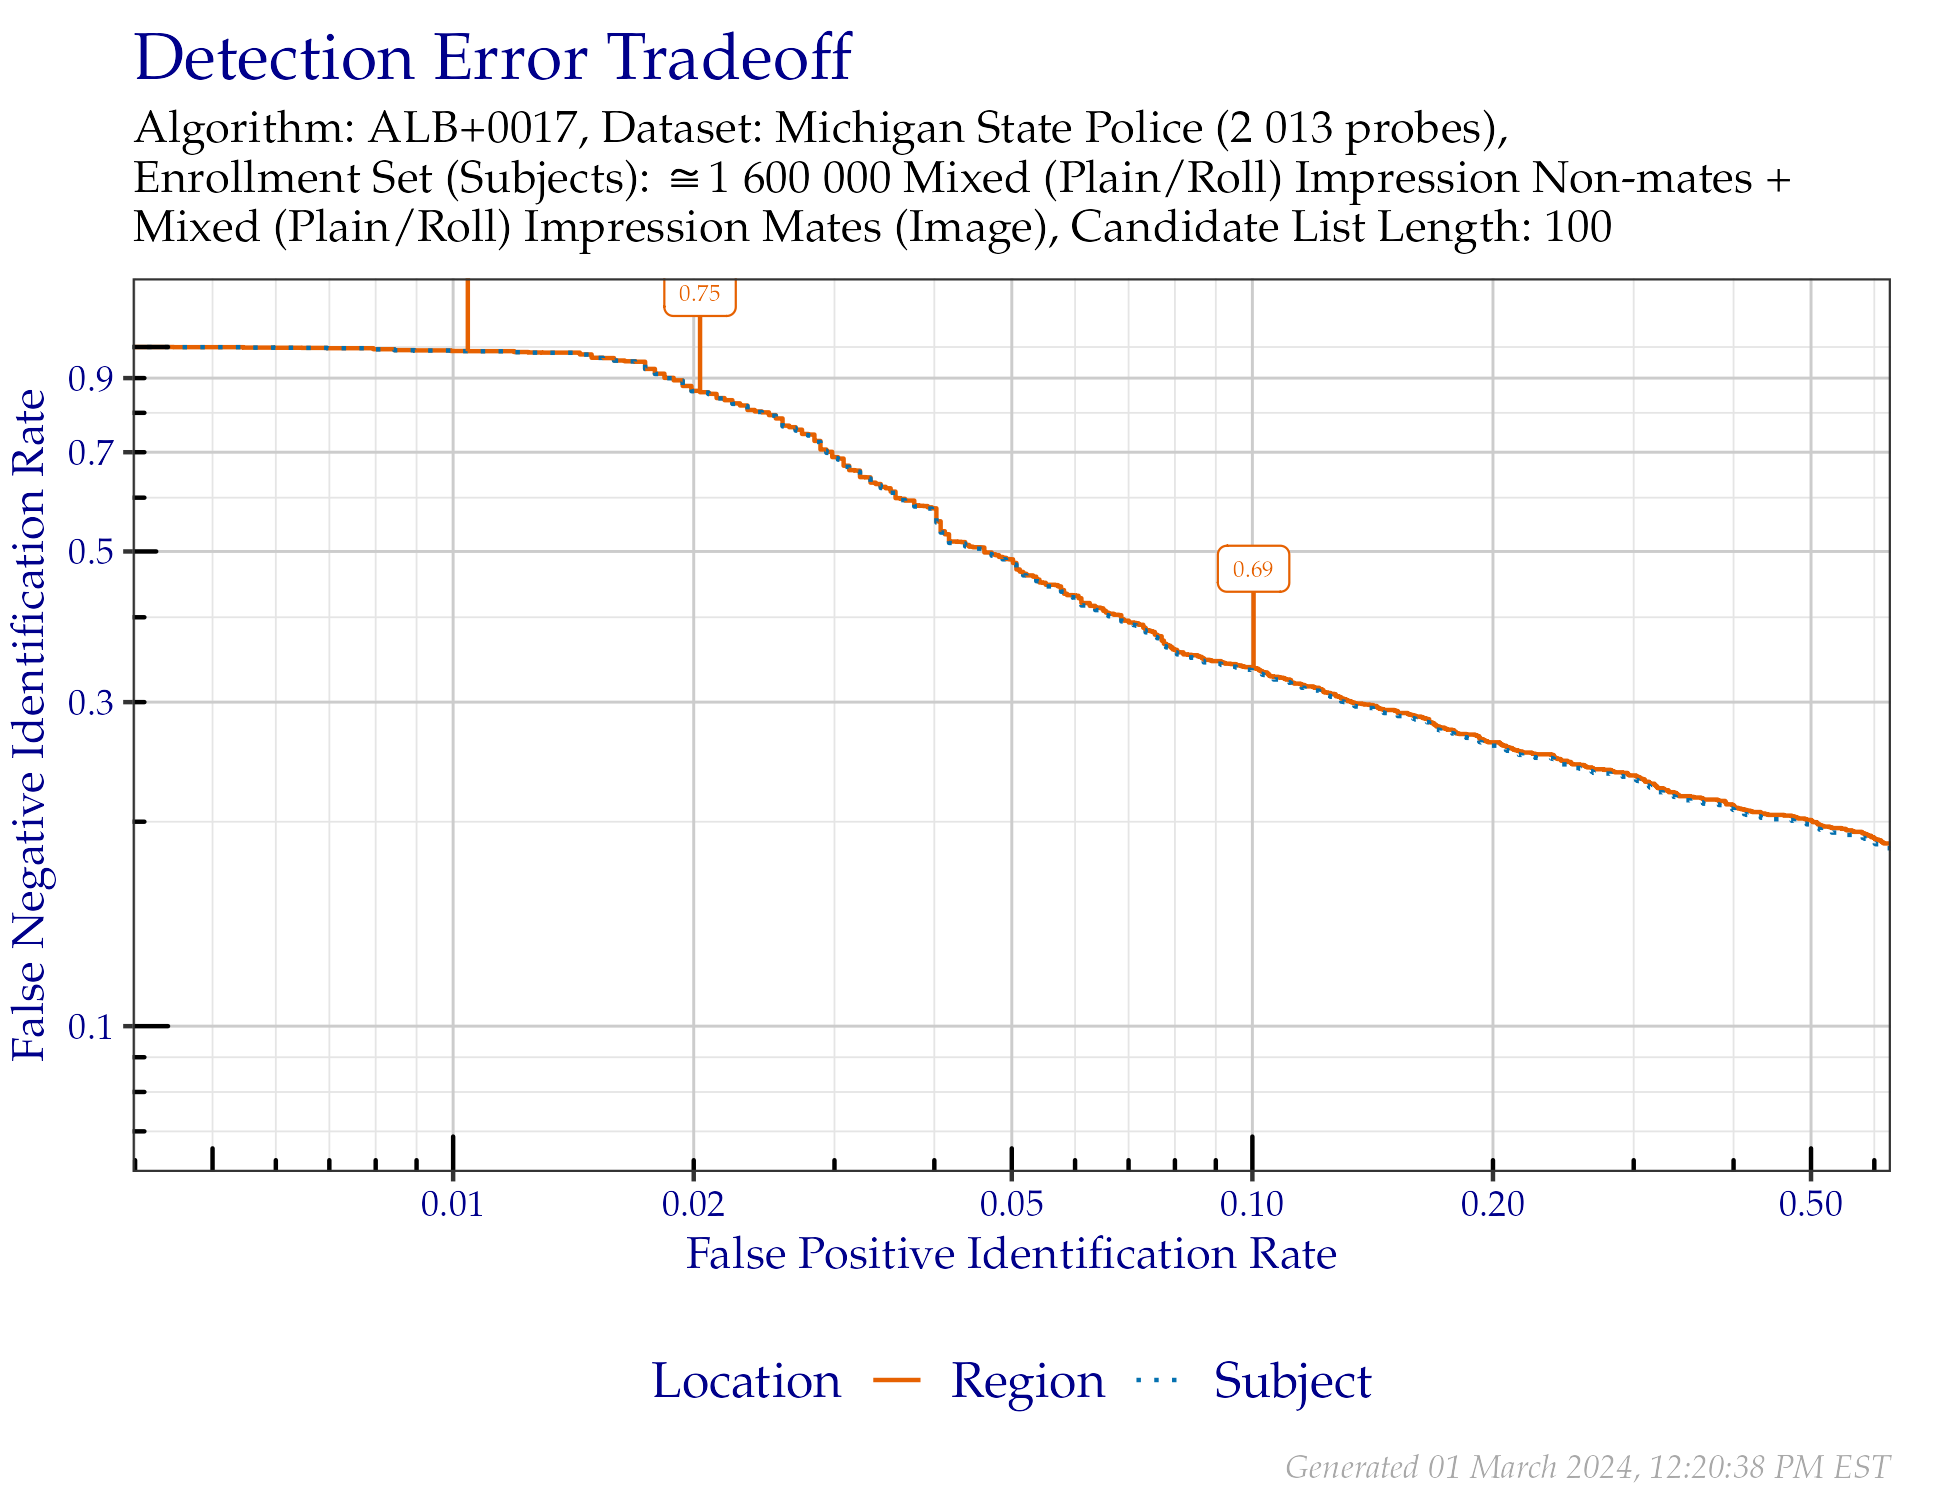 Detection Error Tradeoff
Algorithm: ALB+0017, Dataset: Michigan State Police (2 013 probes),
Enrollment Set (Subjects): ≅ 1 600 000 Mixed (Plain/Roll) Impression Non-mates +
Mixed (Plain/Roll) Impression Mates (Image), Candidate List Length: 100
0.75
0.9
0.7
0.5
0.69
0.3
0.1
False Negative Identification Rate
0.01 0.02 0.05 0.10 0.20 0.50
False Positive Identification Rate
Location Region Subject
Generated 01 March 2024, 12:20:38 PM EST